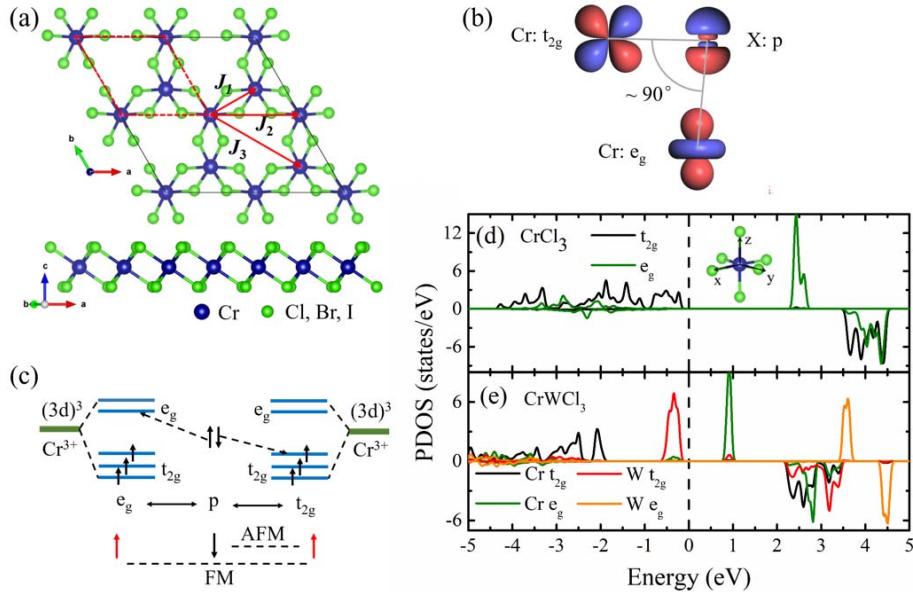 (a)
J1
J2
J3
b
a
c
b
a
Cr
Cl, Br, I
(b)
Cr: t2g
X: p
~ 90°
Cr: eg
(c)
(3d)3
Cr3+
eg
t2g
eg
t2g
(3d)3
Cr3+
eg
p
t2g
AFM
FM
(d)
CrCl3
t2g
eg
z
x
y
12
6
0
-6
PDOS (states/eV)
(e)
CrWCl3
6
0
-6
Cr t2g
W t2g
Cr eg
W eg
-5 -4 -3 -2 -1 0 1 2 3 4 5
Energy (eV)